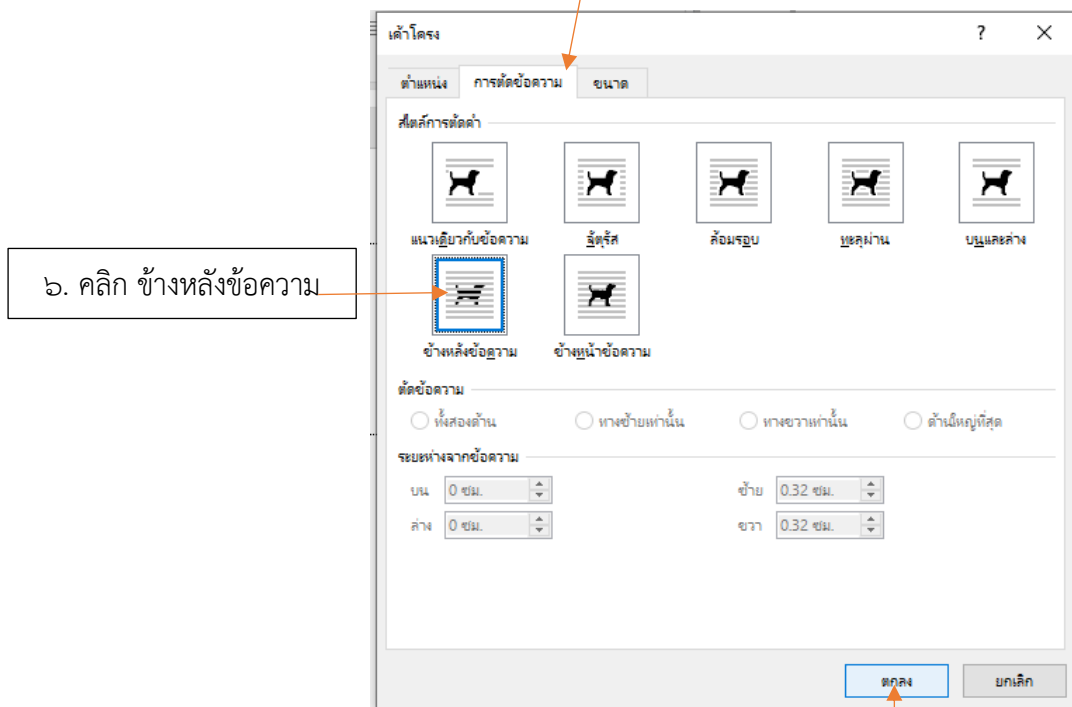 เค้าโครง
ตำแหน่ง การตัดข้อความ ขนาด
สไตล์การตัดคำ
แนวเดียวกับข้อความ จัตุรัส ล้อมรอบ ทะลุผ่าน บนและล่าง
๖. คลิก ข้างหลังข้อความ
ข้างหลังข้อความ ข้างหน้าข้อความ
ตัดข้อความ
ทั้งสองด้าน ทางซ้ายเท่านั้น ทางขวาเท่านั้น ด้านใหญ่ที่สุด
ระยะห่างจากข้อความ
บน 0 ซม. ซ้าย 0.32 ซม.
ล่าง 0 ซม. ขวา 0.32 ซม.
ตกลง ยกเลิก